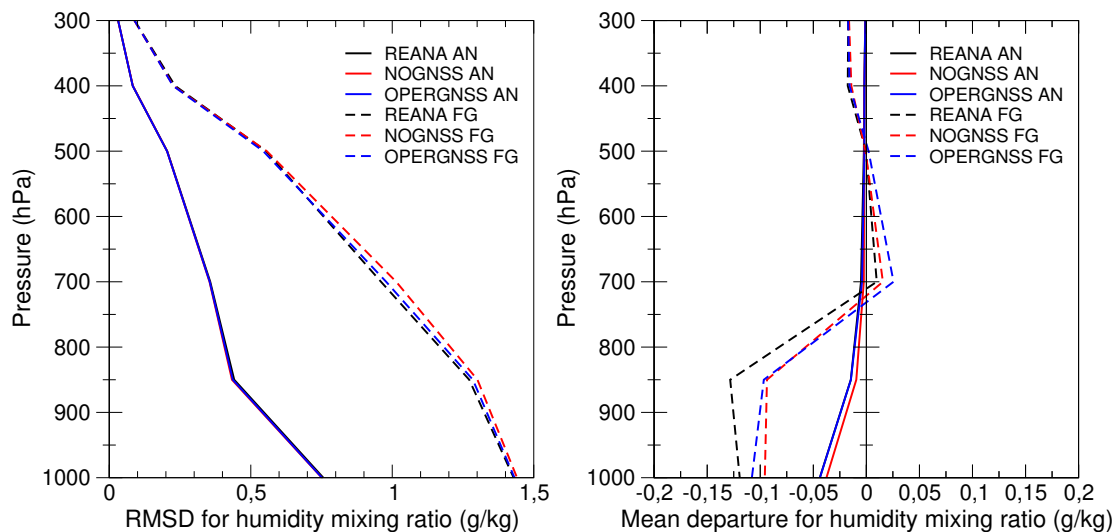 300
400
500
600
700
800
900
1000
Pressure (hPa)
0
0,5
1
1,5
RMSD for humidity mixing ratio (g/kg)
REANA AN
NOGNSS AN
OPERGNSS AN
REANA FG
NOGNSS FG
OPERGNSS FG
300
400
500
600
700
800
900
1000
Pressure (hPa)
-0,2
-0,15
-0,1
-0,05
0
0,05
0,1
0,15
0,2
Mean departure for humidity mixing ratio (g/kg)
REANA AN
NOGNSS AN
OPERGNSS AN
REANA FG
NOGNSS FG
OPERGNSS FG